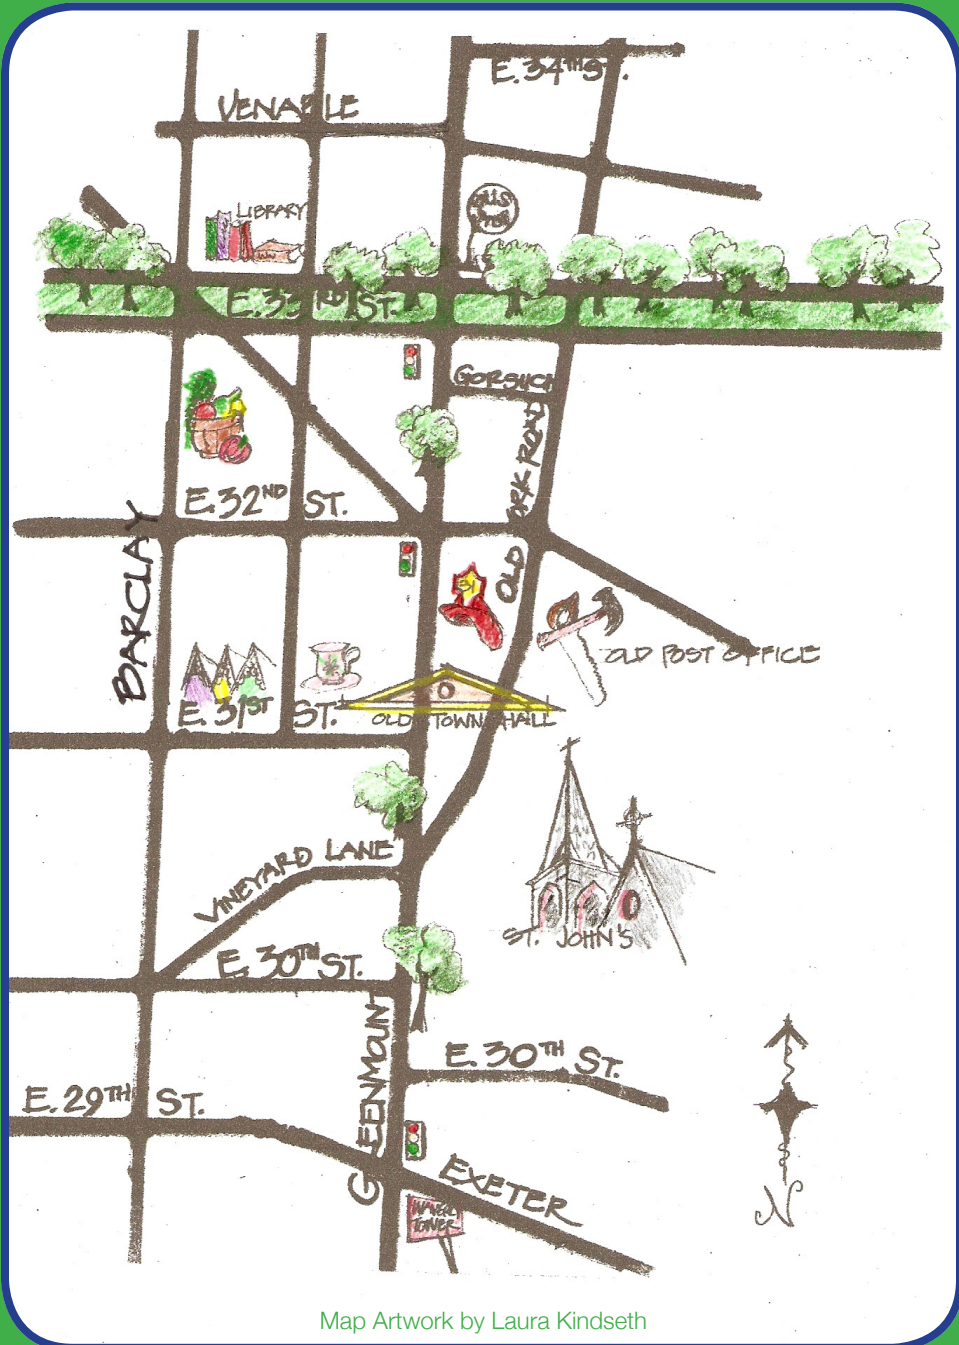 E. 34TH ST.
VENABLE
LIBRARY
E. 33RD ST.
GORSUCH
OLD YORK ROAD
E. 32ND ST.
BARCLAY
OLD POST OFFICE
E. 31ST ST.
OLD TOWN HALL
VINEYARD LANE
ST. JOHN'S
E. 30TH ST.
GREENMOUNT
E. 30TH ST.
E. 29TH ST.
EXETER
TOWER
N
Map Artwork by Laura Kindseth